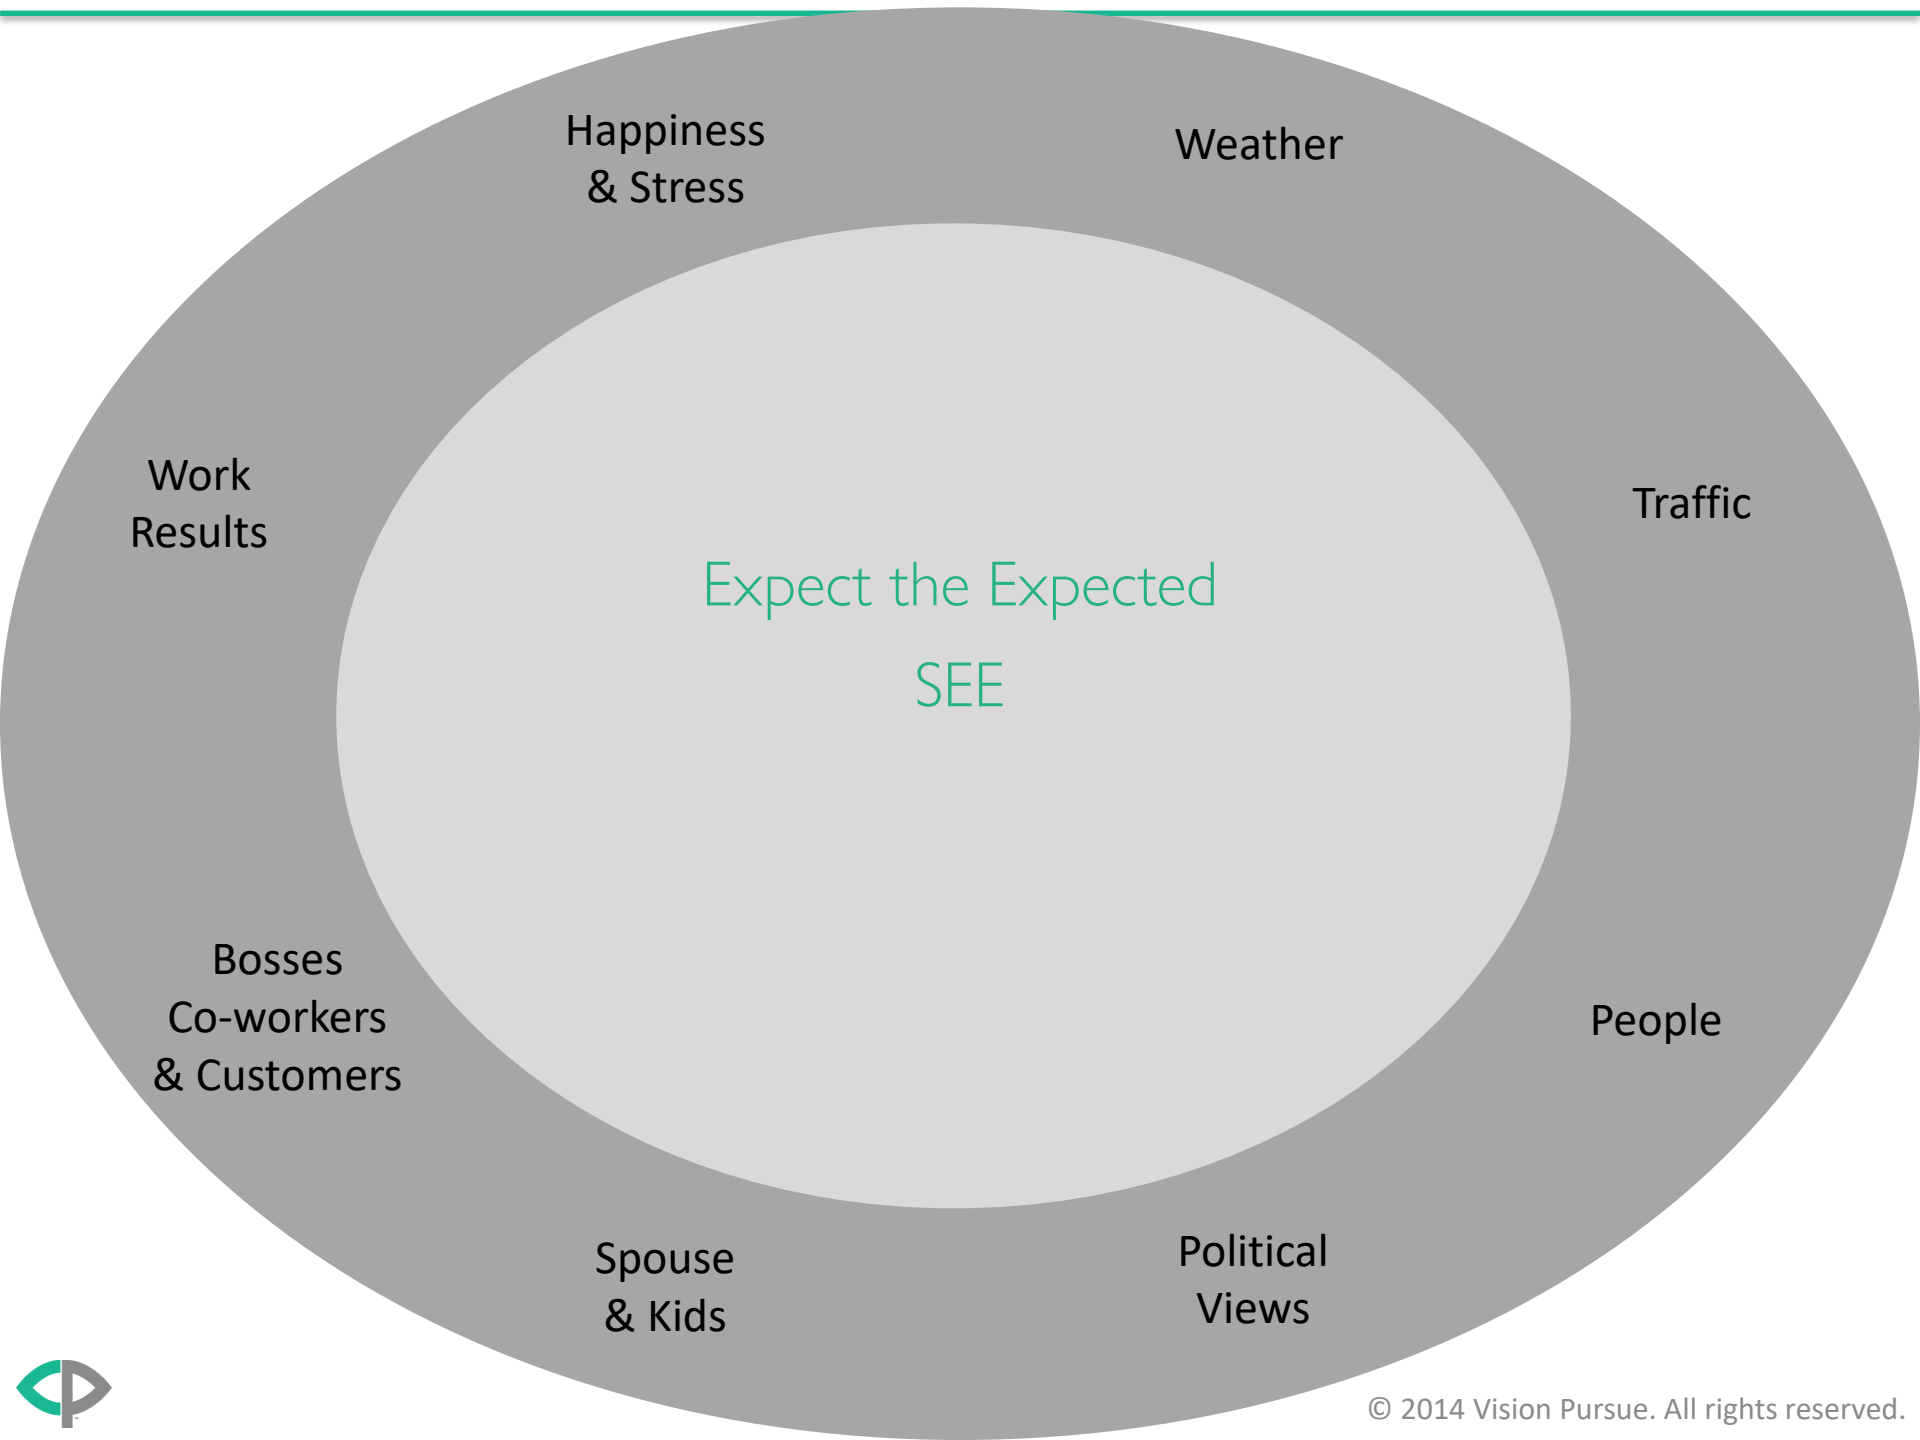 Happiness
& Stress
Weather
Work
Results
Traffic
Expect the Expected
SEE
Bosses
Co-workers
& Customers
People
Spouse
& Kids
Political
Views
© 2014 Vision Pursue. All rights reserved.